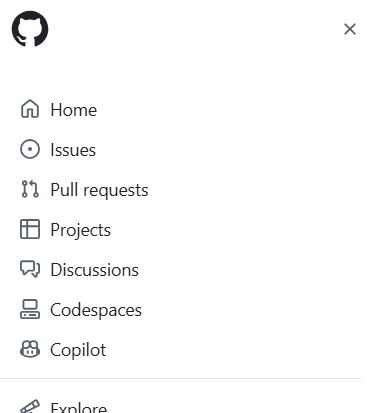 Home
Issues
Pull requests
Projects
Discussions
Codespaces
Copilot
Explore